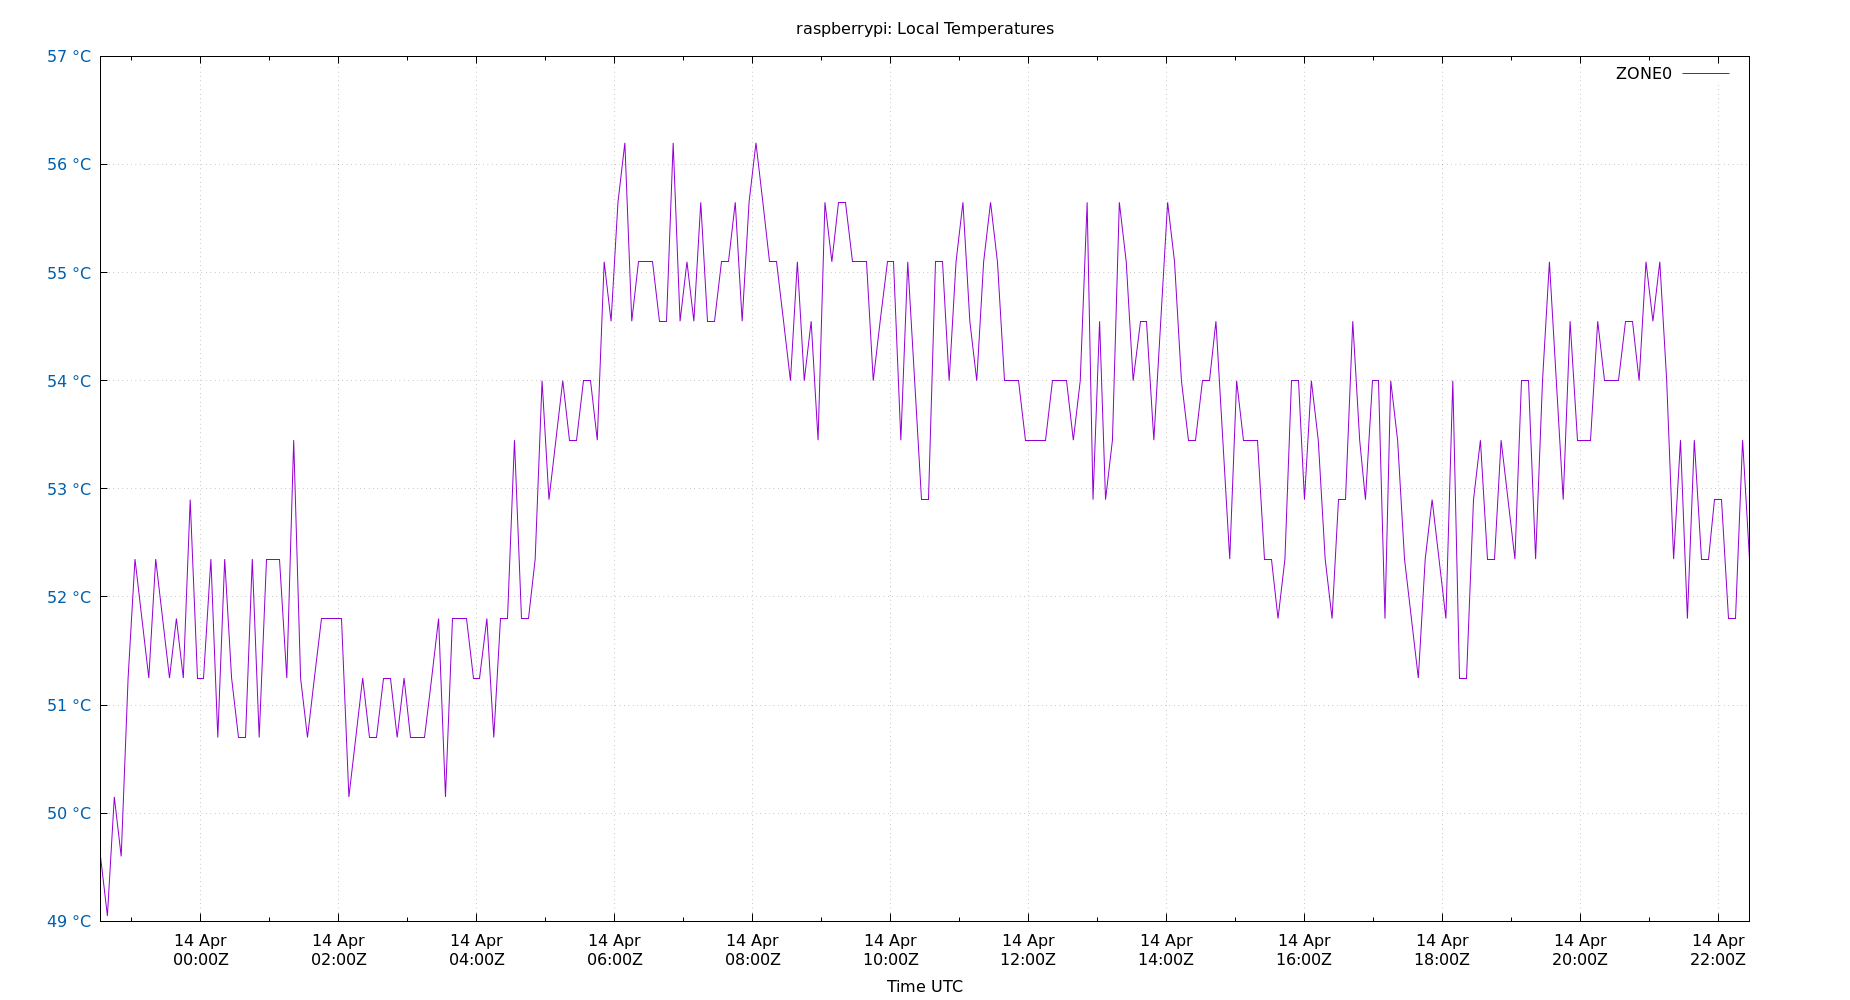 raspberrypi: Local Temperatures
57 °C
ZONE0
56 °C
55 °C
54 °C
53 °C
52 °C
51 °C
50 °C
49 °C
14 Apr 14 Apr 14 Apr 14 Apr 14 Apr 14 Apr 14 Apr 14 Apr 14 Apr 14 Apr 14 Apr 14 Apr
00:00Z 02:00Z 04:00Z 06:00Z 08:00Z 10:00Z 12:00Z 14:00Z 16:00Z 18:00Z 20:00Z 22:00Z
Time UTC